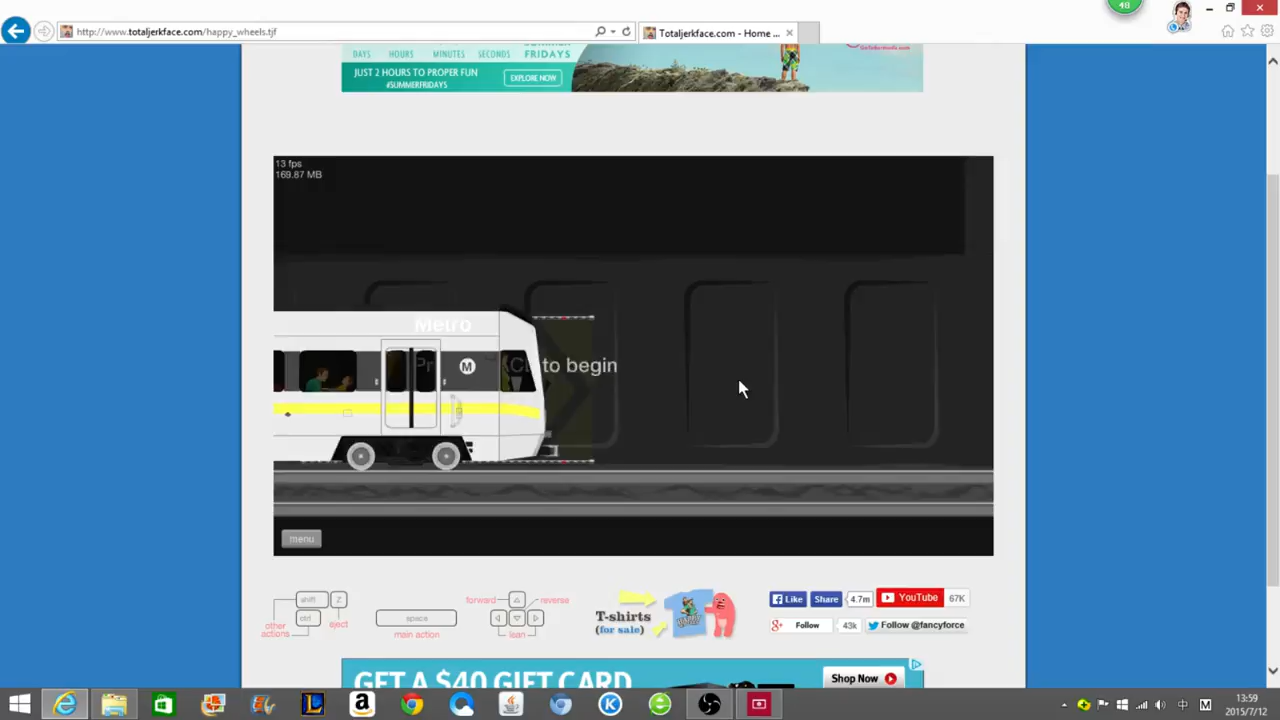 48
http://www.totaljerkface.com/happy_wheels.tjf
Totaljerkface.com - Home ...
DAYS HOURS MINUTES SECONDS FRIDAYS
JUST 2 HOURS TO PROPER FUN
#SUMMERFRIDAYS
EXPLORE NOW
13 fps
169.87 MB
Metro
M
to begin
menu
shift
Z
ctrl
other
actions
eject
space
main action
forward
reverse
lean
T-shirts
(for sale)
Like
Share
4.7m
YouTube
67K
Follow
43k
Follow @fancyforce
GET A $40 GIFT CARD
Shop Now
中
M
13:59
2015/7/12